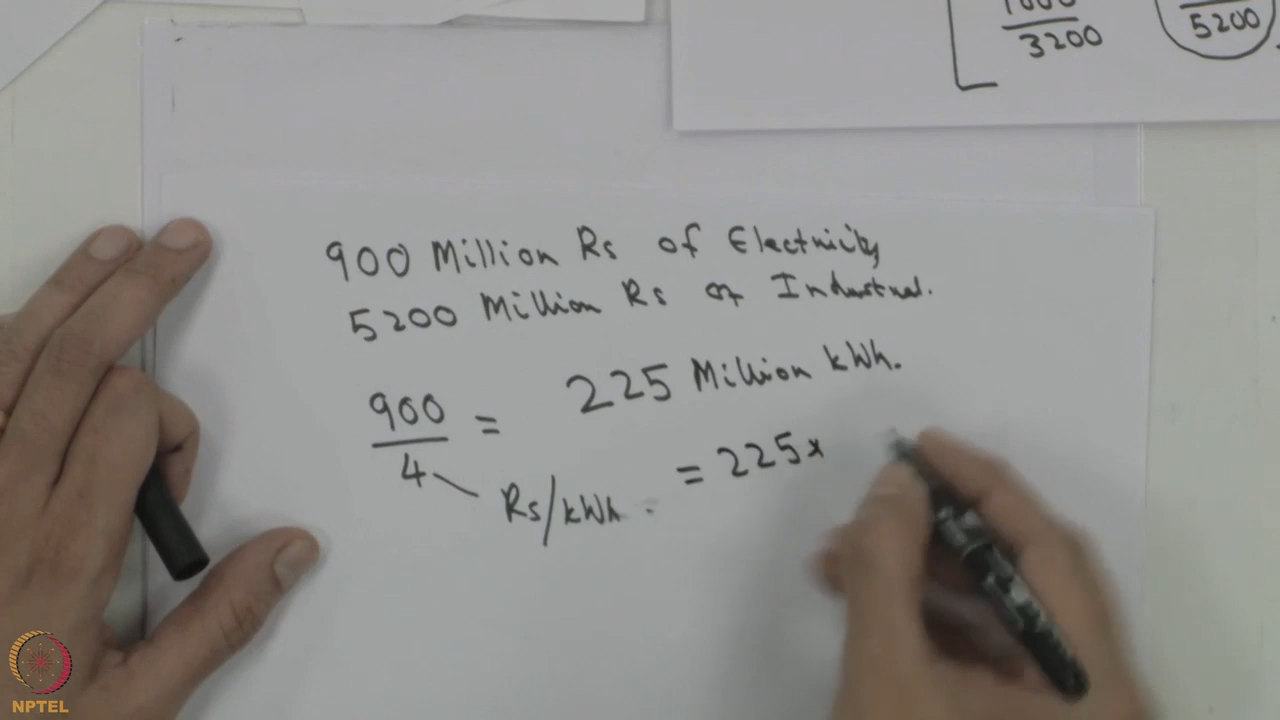 1000
3200
5200
900 Million Rs of Electricity
5200 Million Rs of Industrial.
900 = 225 Million kWh.
4 Rs/kWh. = 225x
NPTEL